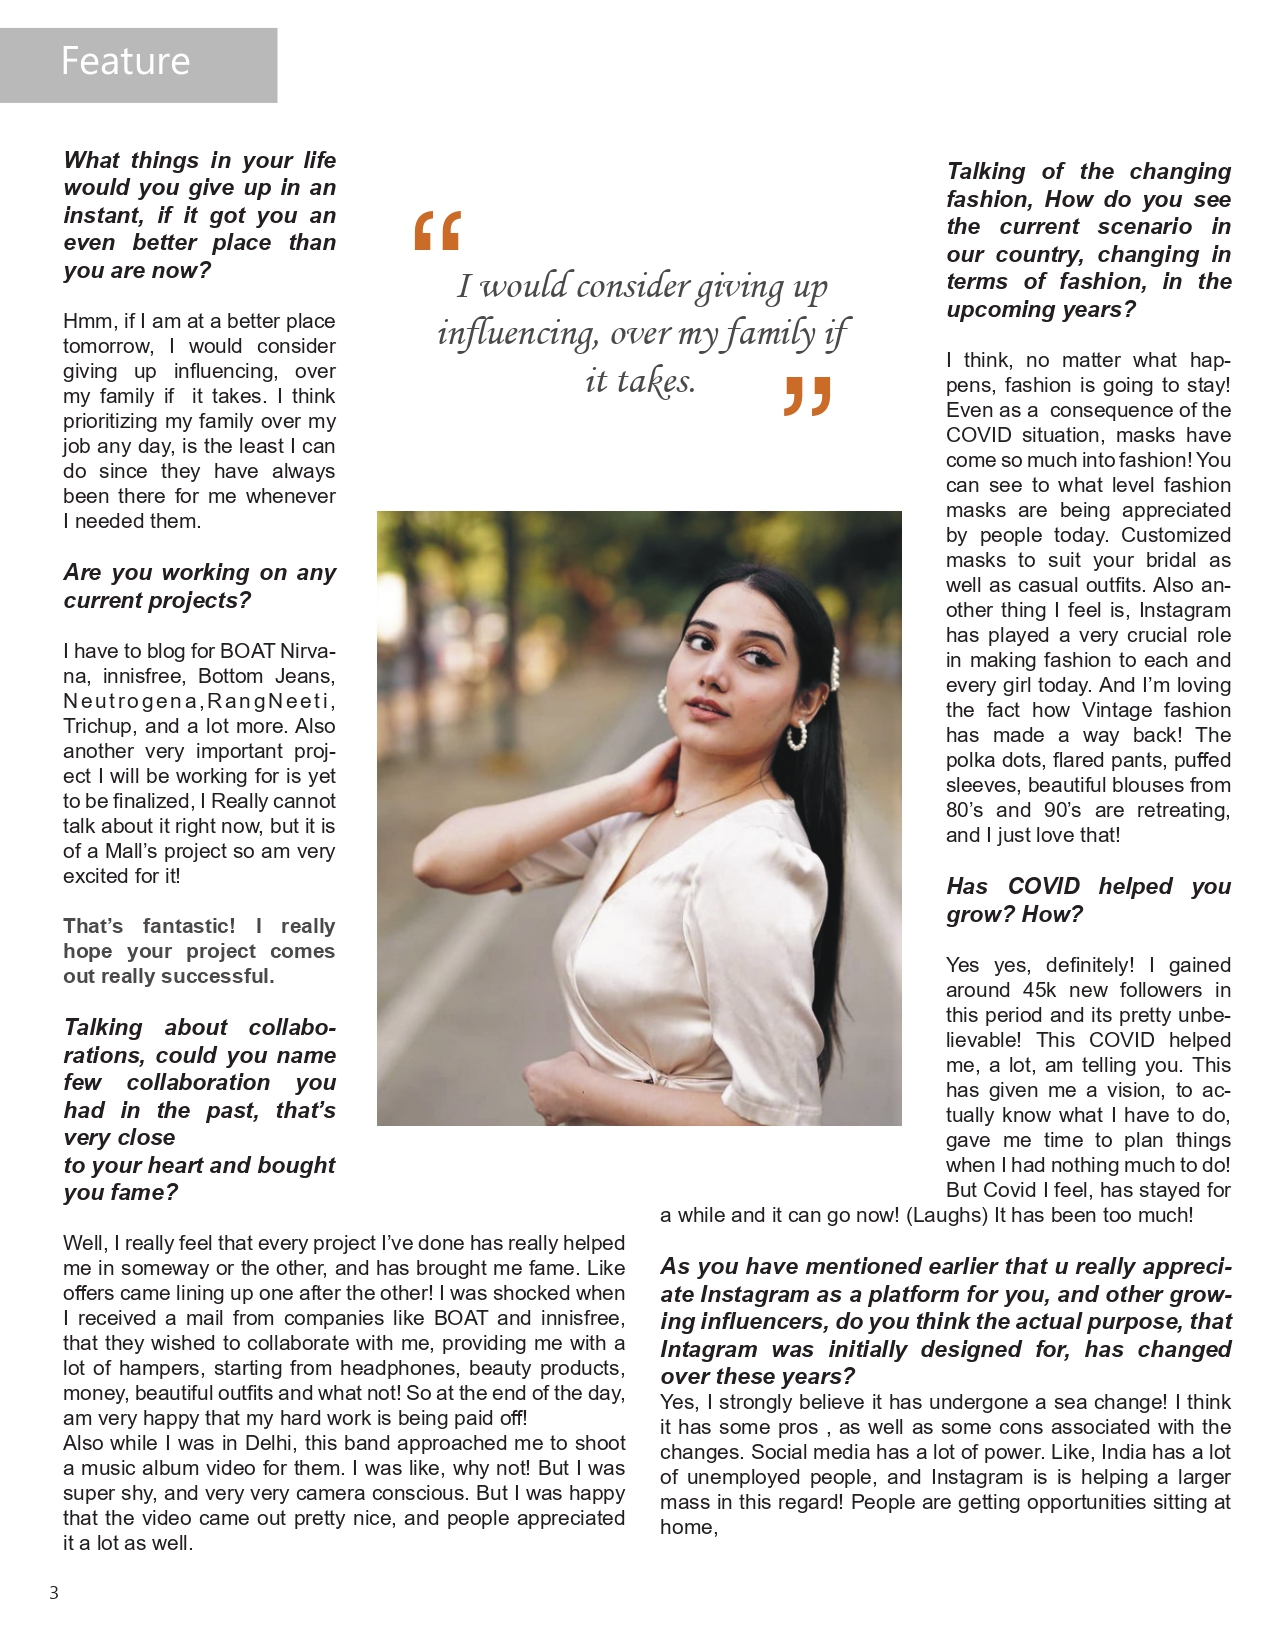 Feature
What things in your life
would you give up in an
instant, if it got you an
even better place than
you are now?
Hmm, if I am at a better place
tomorrow, I would consider
giving up influencing, over
my family if  it takes. I think
prioritizing my family over my
job any day, is the least I can
do since they have always
been there for me whenever
I needed them.
Are you working on any
current projects?
I have to blog for BOAT Nirva-
na, innisfree, Bottom Jeans,
Neutrogena,RangNeeti,
Trichup, and a lot more. Also
another very important proj-
ect I will be working for is yet
to be finalized, I Really cannot
talk about it right now, but it is
of a Mall’s project so am very
excited for it!
That’s fantastic! I really
hope your project comes
out really successful.
Talking about collabo-
rations, could you name
few collaboration you
had in the past, that’s
very close
to your heart and bought
you fame?
Well, I really feel that every project I’ve done has really helped
me in someway or the other, and has brought me fame. Like
offers came lining up one after the other! I was shocked when
I received a mail from companies like BOAT and innisfree,
that they wished to collaborate with me, providing me with a
lot of hampers, starting from headphones, beauty products,
money, beautiful outfits and what not! So at the end of the day,
am very happy that my hard work is being paid off!
Also while I was in Delhi, this band approached me to shoot
a music album video for them. I was like, why not! But I was
super shy, and very very camera conscious. But I was happy
that the video came out pretty nice, and people appreciated
it a lot as well.
“
I would consider giving up
influencing, over my family if
it takes.
”
Talking of the changing
fashion, How do you see
the current scenario in
our country, changing in
terms of fashion, in the
upcoming years?
I think, no matter what hap-
pens, fashion is going to stay!
Even as a  consequence of the
COVID situation, masks have
come so much into fashion! You
can see to what level fashion
masks are being appreciated
by people today. Customized
masks to suit your bridal as
well as casual outfits. Also an-
other thing I feel is, Instagram
has played a very crucial role
in making fashion to each and
every girl today. And I’m loving
the fact how Vintage fashion
has made a way back! The
polka dots, flared pants, puffed
sleeves, beautiful blouses from
80’s and 90’s are retreating,
and I just love that!
Has COVID helped you
grow? How?
Yes yes, definitely! I gained
around 45k new followers in
this period and its pretty unbe-
lievable! This COVID helped
me, a lot, am telling you. This
has given me a vision, to ac-
tually know what I have to do,
gave me time to plan things
when I had nothing much to do!
But Covid I feel, has stayed for
a while and it can go now! (Laughs) It has been too much!
As you have mentioned earlier that u really appreci-
ate Instagram as a platform for you, and other grow-
ing influencers, do you think the actual purpose, that
Intagram was initially designed for, has changed
over these years?
Yes, I strongly believe it has undergone a sea change! I think
it has some pros , as well as some cons associated with the
changes. Social media has a lot of power. Like, India has a lot
of unemployed people, and Instagram is is helping a larger
mass in this regard! People are getting opportunities sitting at
home,
3